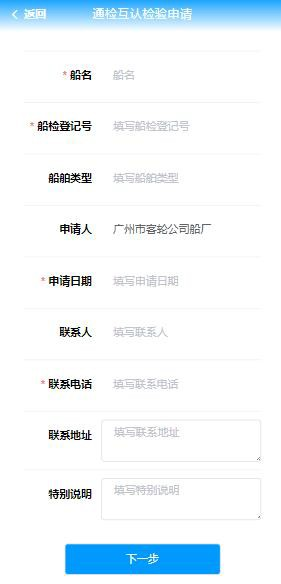 返回 通检互认检验申请
* 船名 船名
* 船检登记号 填写船检登记号
船舶类型 填写船舶类型
申请人 广州市客轮公司船厂
* 申请日期 填写申请日期
联系人 填写联系人
* 联系电话 填写联系电话
联系地址 填写联系地址
特别说明 填写特别说明
下一步